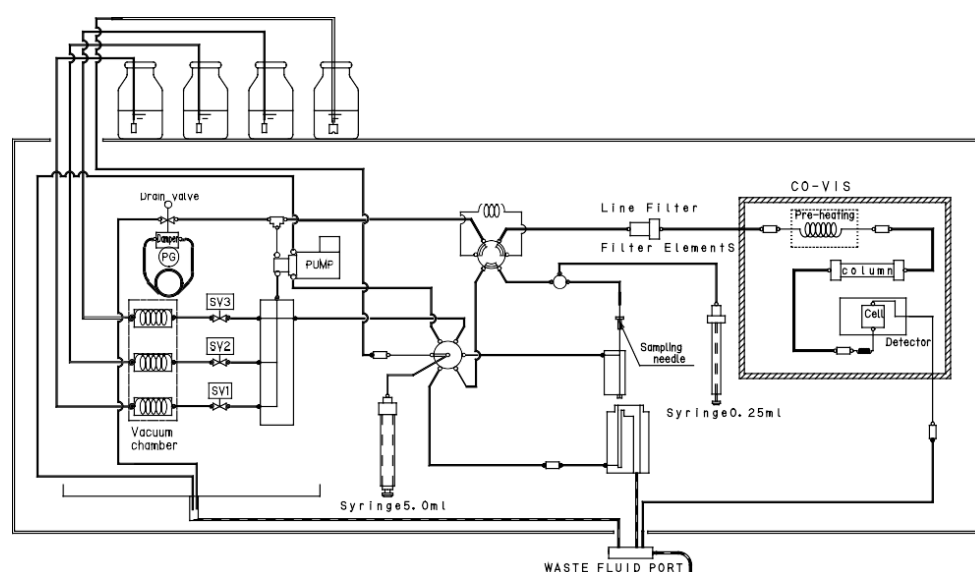 Drain valve
Damper
PG
PUMP
SV3
SV2
SV1
Vacuum
chamber
Syringe5.0ml
Line Filter
Filter ElementS
Sampling
needle
Syringe0.25ml
CO-VIS
Pre-heating
column
Cell
Detector
WASTE FLUID PORT